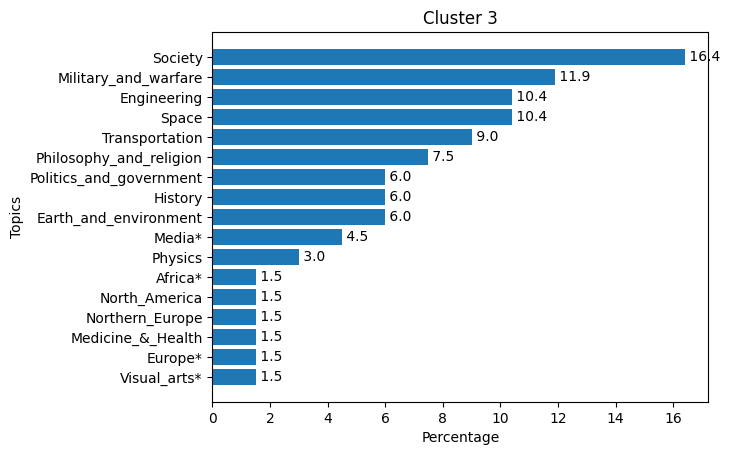 Cluster 3
Topics
Society 16.4
Military_and_warfare 11.9
Engineering 10.4
Space 10.4
Transportation 9.0
Philosophy_and_religion 7.5
Politics_and_government 6.0
History 6.0
Earth_and_environment 6.0
Media* 4.5
Physics 3.0
Africa* 1.5
North_America 1.5
Northern_Europe 1.5
Medicine_&_Health 1.5
Europe* 1.5
Visual_arts* 1.5
0 2 4 6 8 10 12 14 16
Percentage